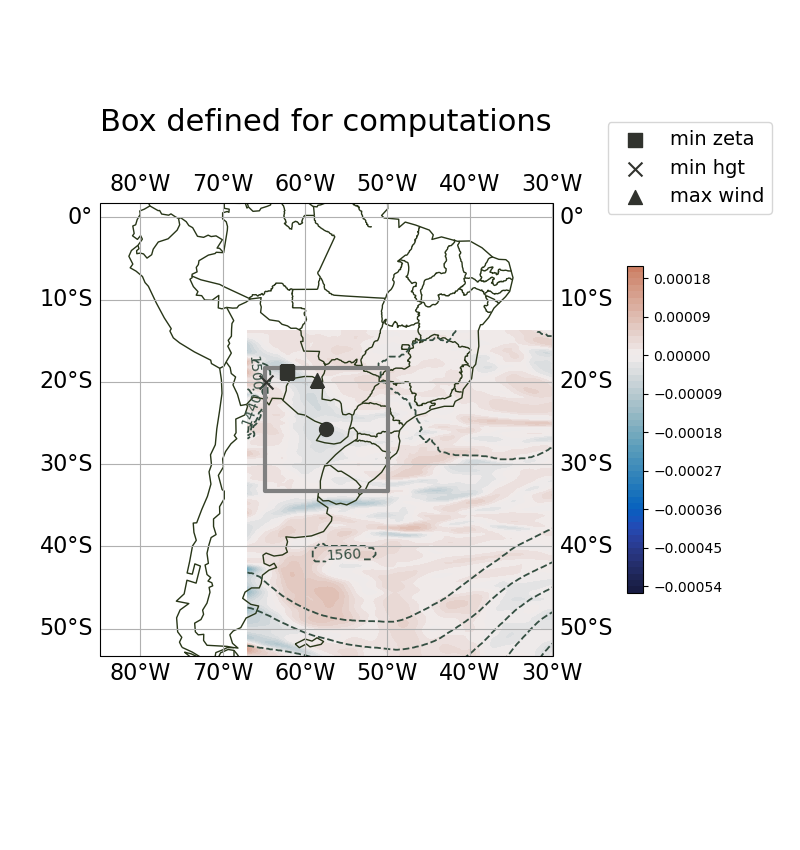 Box defined for computations
min zeta
min hgt
max wind
80°W 70°W 60°W 50°W 40°W 30°W
0° 0°
10°S 10°S
20°S 20°S
30°S 30°S
40°S 40°S
50°S 50°S
80°W 70°W 60°W 50°W 40°W 30°W
1500
1440
1560
0.00018
0.00009
0.00000
−0.00009
−0.00018
−0.00027
−0.00036
−0.00045
−0.00054